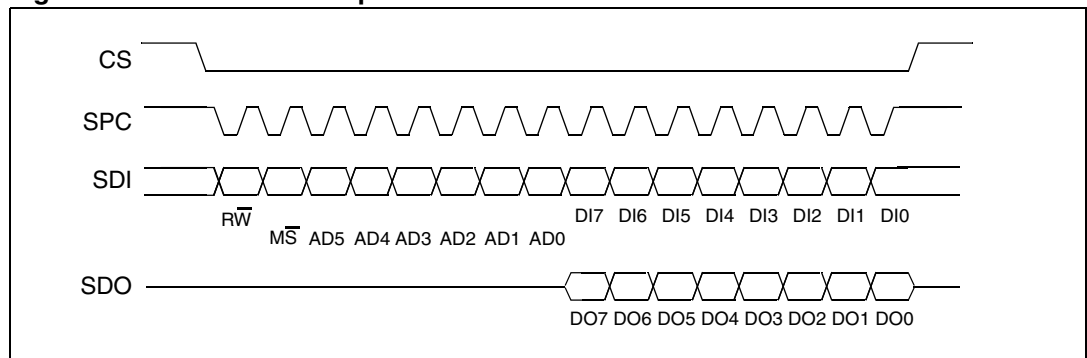 CS
SPC
SDI
DI7 DI6 DI5 DI4 DI3 DI2 DI1 DI0
RW̅
MS̅ AD5 AD4 AD3 AD2 AD1 AD0
SDO
DO7 DO6 DO5 DO4 DO3 DO2 DO1 DO0